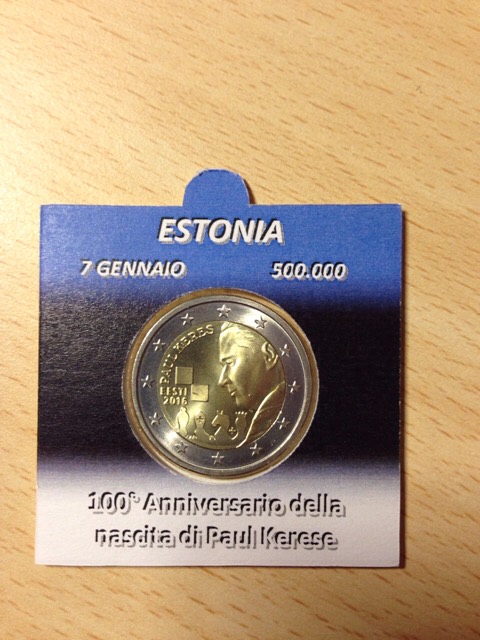 ESTONIA
7 GENNAIO 500.000
PAUL KERES
EESTI
2016
100° Anniversario della
nascita di Paul Kerese